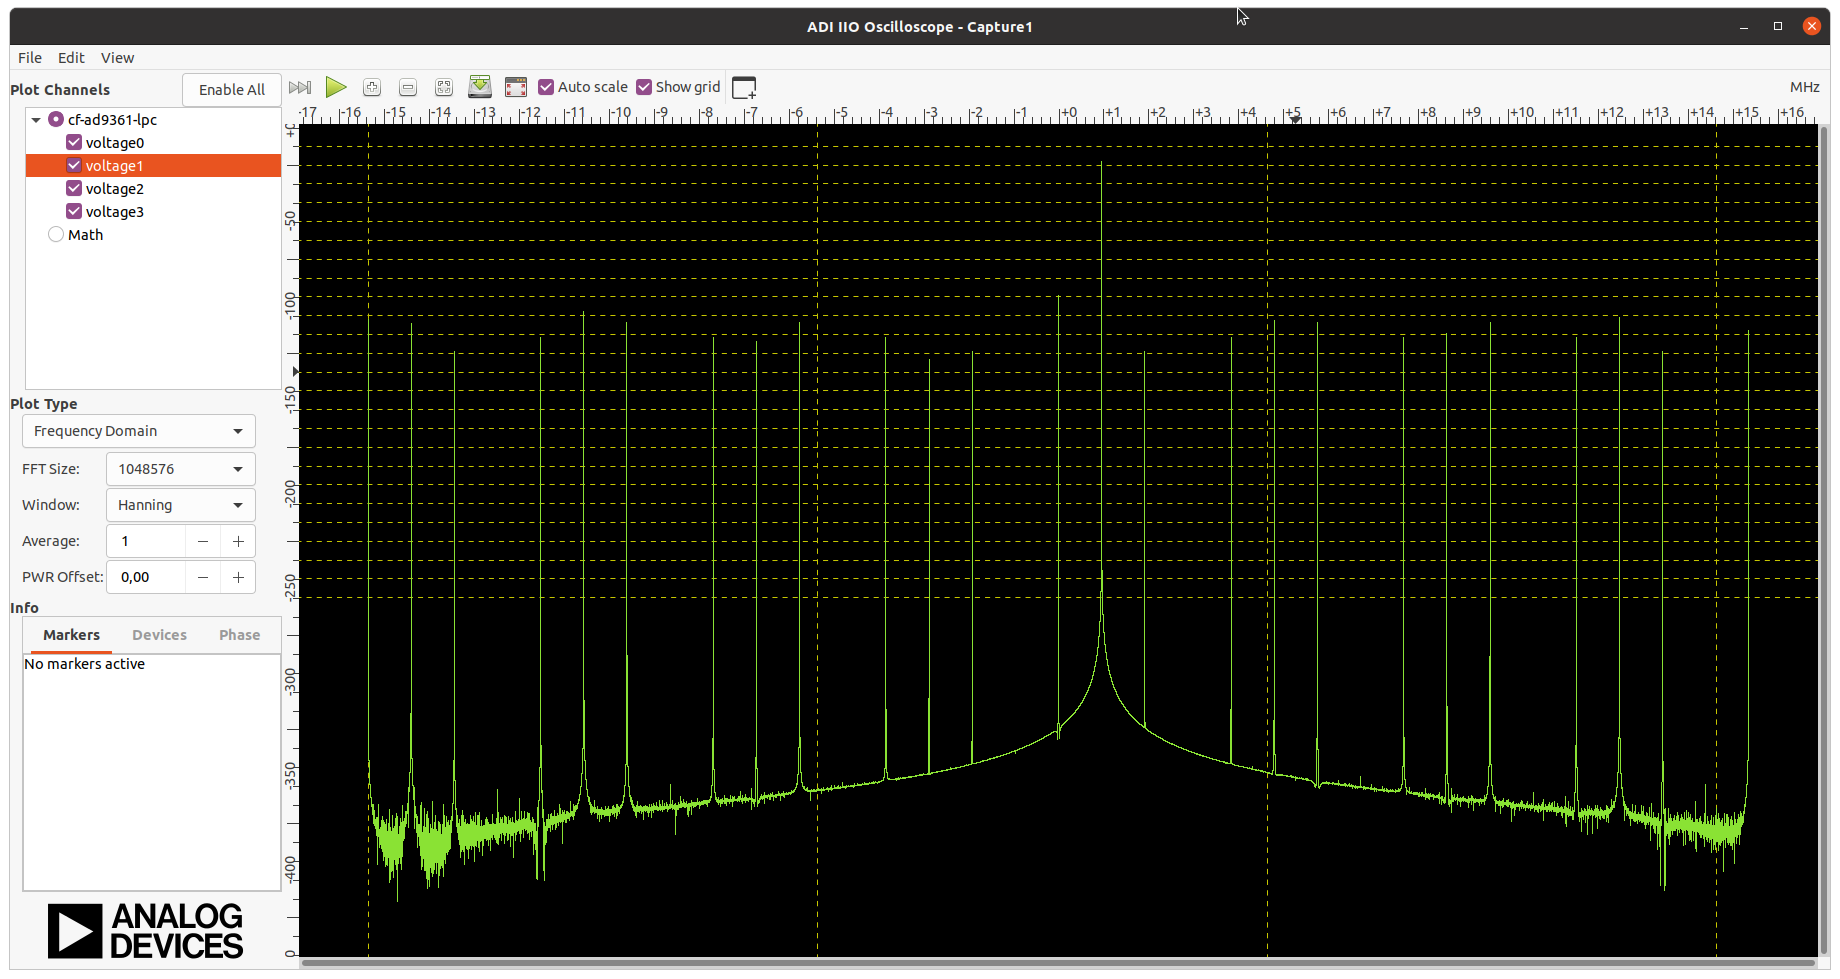 ADI IIO Oscilloscope - Capture1
File Edit View
Plot Channels Enable All
Auto scale Show grid MHz
cf-ad9361-lpc
voltage0
voltage1
voltage2
voltage3
Math
-17 -16 -15 -14 -13 -12 -11 -10 -9 -8 -7 -6 -5 -4 -3 -2 -1 +0 +1 +2 +3 +4 +5 +6 +7 +8 +9 +10 +11 +12 +13 +14 +15 +16
-50
-100
-150
-200
-250
-300
-350
-400
0
Plot Type
Frequency Domain
FFT Size: 1048576
Window: Hanning
Average: 1
PWR Offset: 0,00
Info
Markers Devices Phase
No markers active
ANALOG
DEVICES